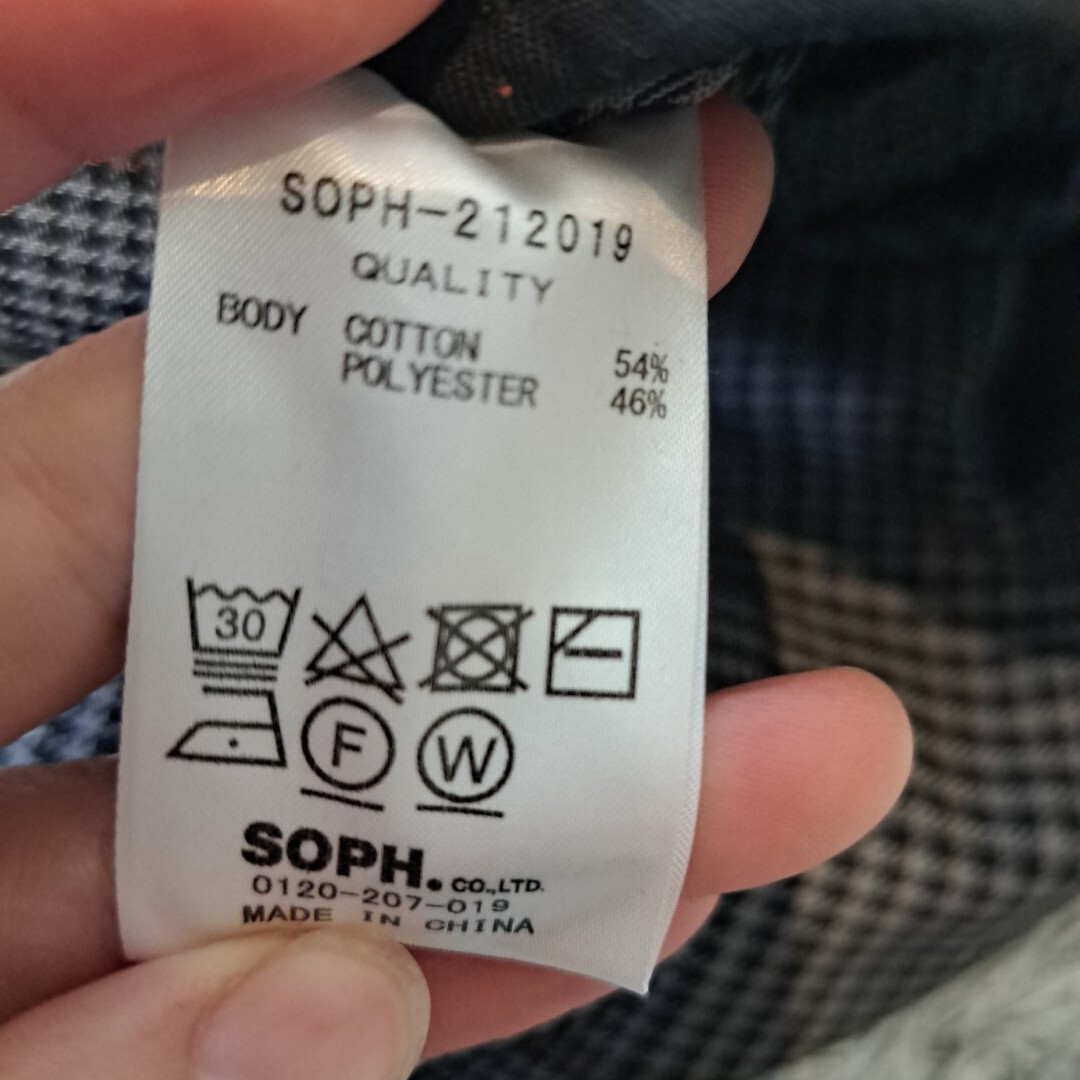 SOPH-212019
QUALITY
BODY COTTON 54%
POLYESTER 46%
30
F W
SOPH. CO.,LTD.
0120-207-019
MADE IN CHINA